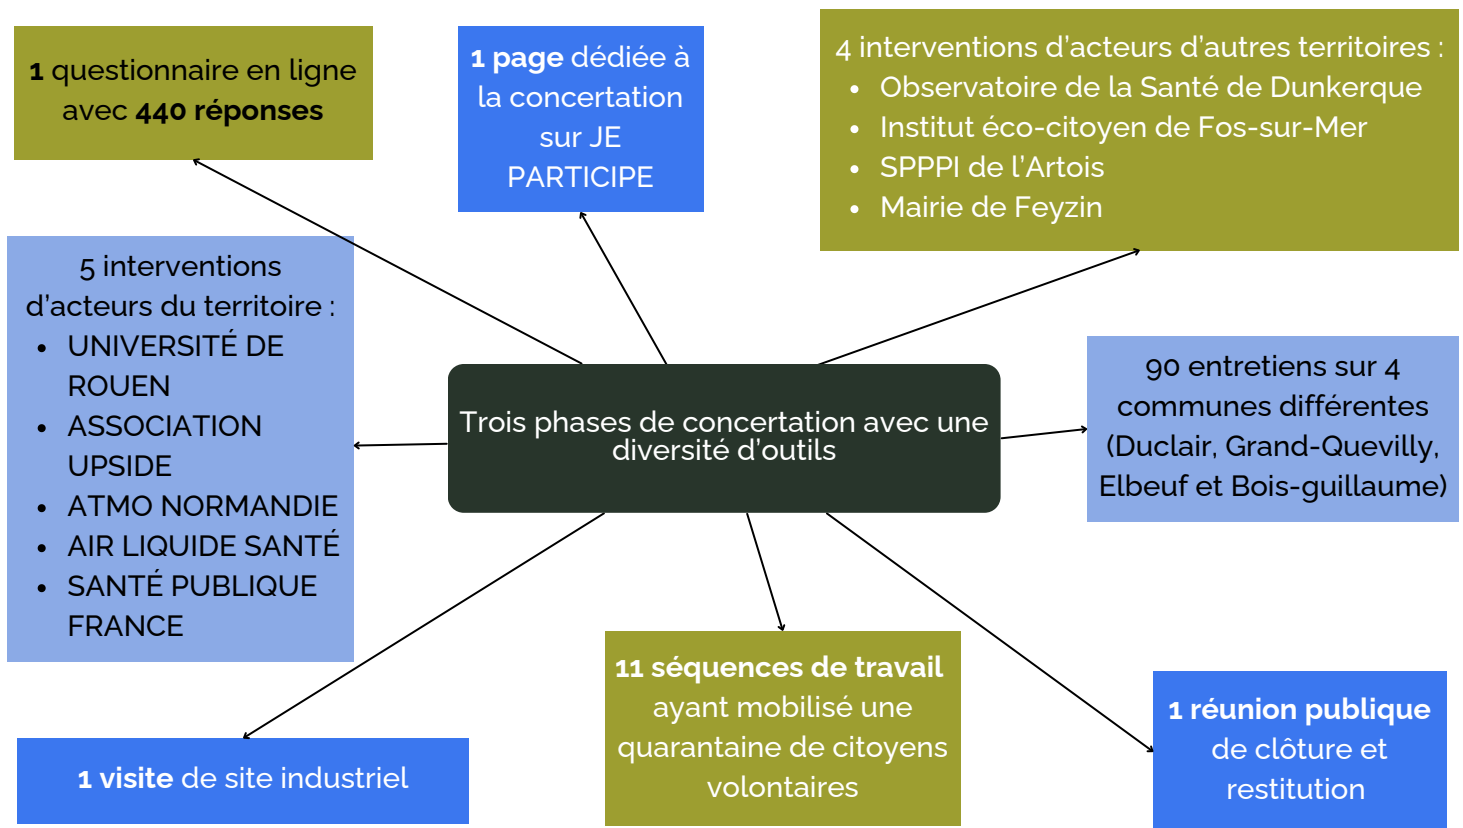 1 questionnaire en ligne
avec 440 réponses
1 page dédiée à
la concertation
sur JE
PARTICIPE
4 interventions d'acteurs d'autres territoires :
• Observatoire de la Santé de Dunkerque
• Institut éco-citoyen de Fos-sur-Mer
• SPPPI de l'Artois
• Mairie de Feyzin
5 interventions
d'acteurs du territoire :
• UNIVERSITÉ DE
ROUEN
• ASSOCIATION
UPSIDE
• ATMO NORMANDIE
• AIR LIQUIDE SANTÉ
• SANTÉ PUBLIQUE
FRANCE
Trois phases de concertation avec une
diversité d'outils
90 entretiens sur 4
communes différentes
(Duclair, Grand-Quevilly,
Elbeuf et Bois-guillaume)
1 visite de site industriel
11 séquences de travail
ayant mobilisé une
quarantaine de citoyens
volontaires
1 réunion publique
de clôture et
restitution